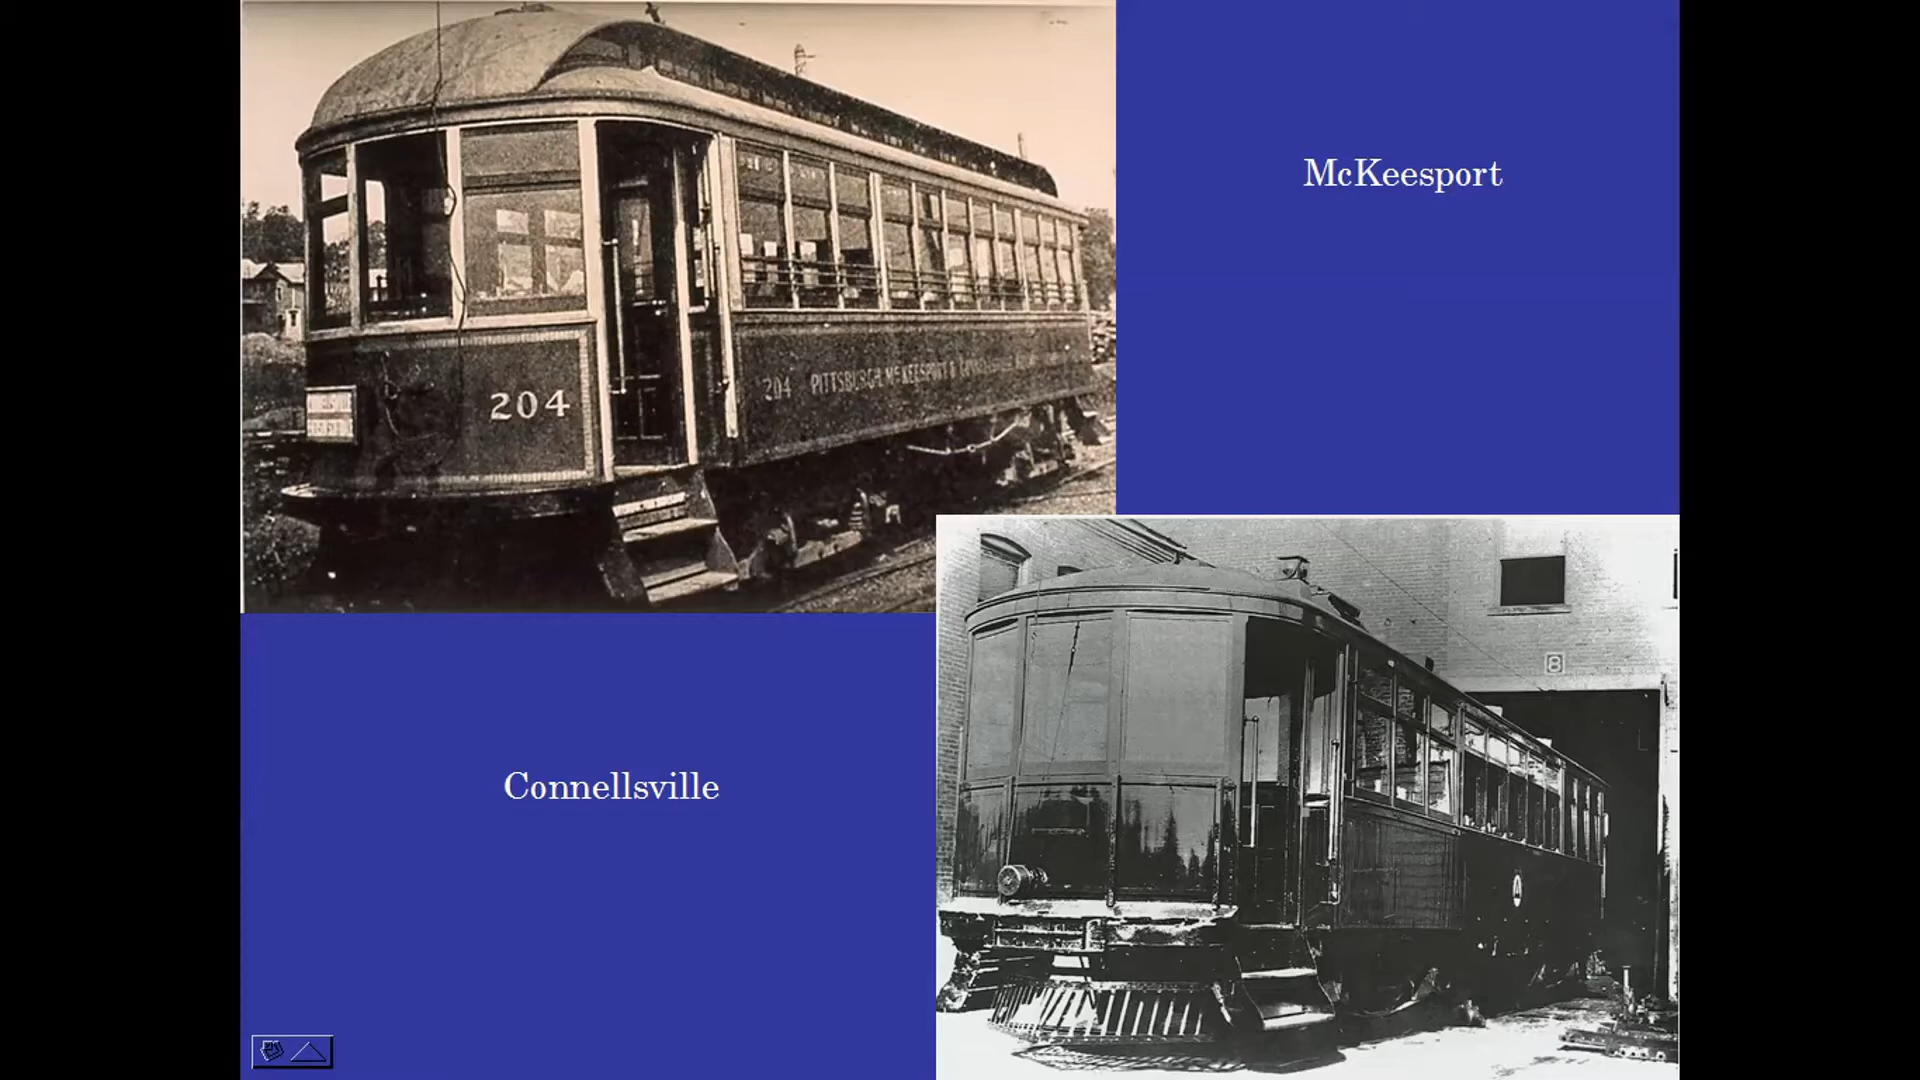 McKeesport
204
204 PITTSBURGH, McKEESPORT &
8
Connellsville